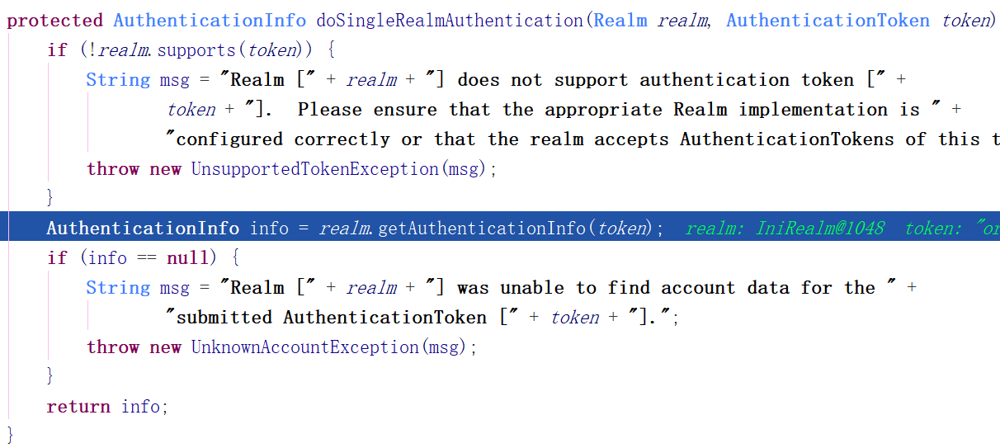 protected AuthenticationInfo doSingleRealmAuthentication(Realm realm, AuthenticationToken token)
if (!realm.supports(token)) {
String msg = "Realm [" + realm + "] does not support authentication token [" +
token + "].  Please ensure that the appropriate Realm implementation is " +
"configured correctly or that the realm accepts AuthenticationTokens of this t
throw new UnsupportedTokenException(msg);
}
AuthenticationInfo info = realm.getAuthenticationInfo(token);  realm: IniRealm@1048  token: "or
if (info == null) {
String msg = "Realm [" + realm + "] was unable to find account data for the " +
"submitted AuthenticationToken [" + token + "].";
throw new UnknownAccountException(msg);
}
return info;
}